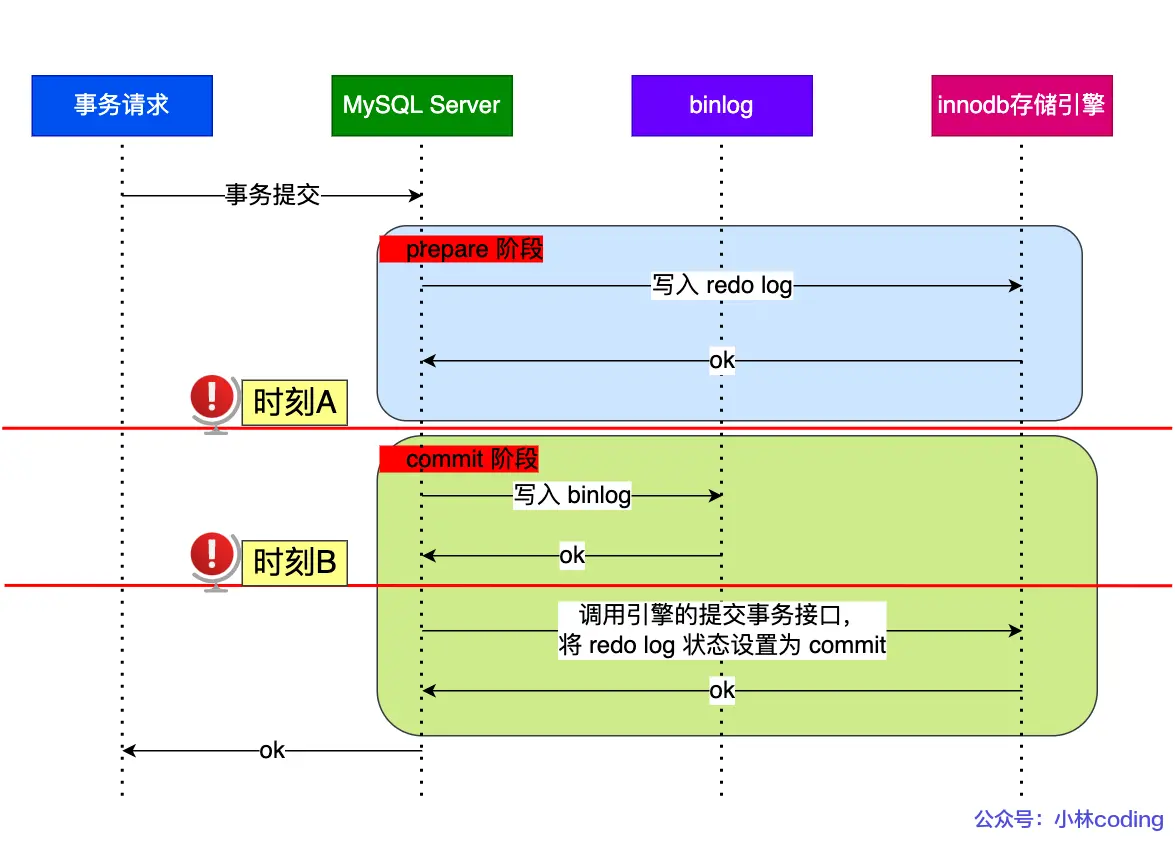 事务请求
MySQL Server
binlog
innodb存储引擎
事务提交
prepare 阶段
写入 redo log
ok
时刻A
commit 阶段
写入 binlog
ok
时刻B
调用引擎的提交事务接口，
将 redo log 状态设置为 commit
ok
ok
公众号：小林coding